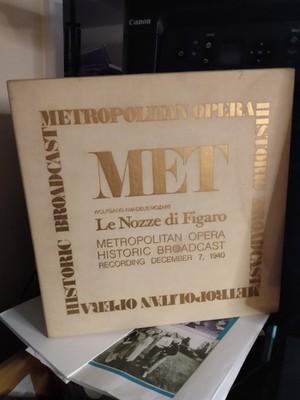 Canon
METROPOLITAN OPERA
HISTORIC BROADCAST
MET
WOLFGANG AMADEUS MOZART
Le Nozze di Figaro
METROPOLITAN OPERA
HISTORIC BROADCAST
RECORDING DECEMBER 7, 1940
HISTORIC BROADCAST
METROPOLITAN OPERA